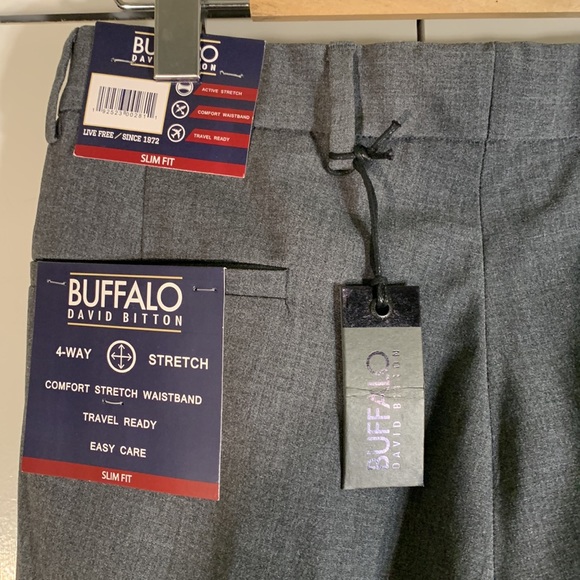 BUFFALO
DAVID BITTON
ACTIVE STRETCH
COMFORT WAISTBAND
TRAVEL READY
LIVE FREE / SINCE 1972
SLIM FIT
BUFFALO
DAVID BITTON
4-WAY STRETCH
COMFORT STRETCH WAISTBAND
TRAVEL READY
EASY CARE
SLIM FIT
BUFFALO
DAVID BITTON